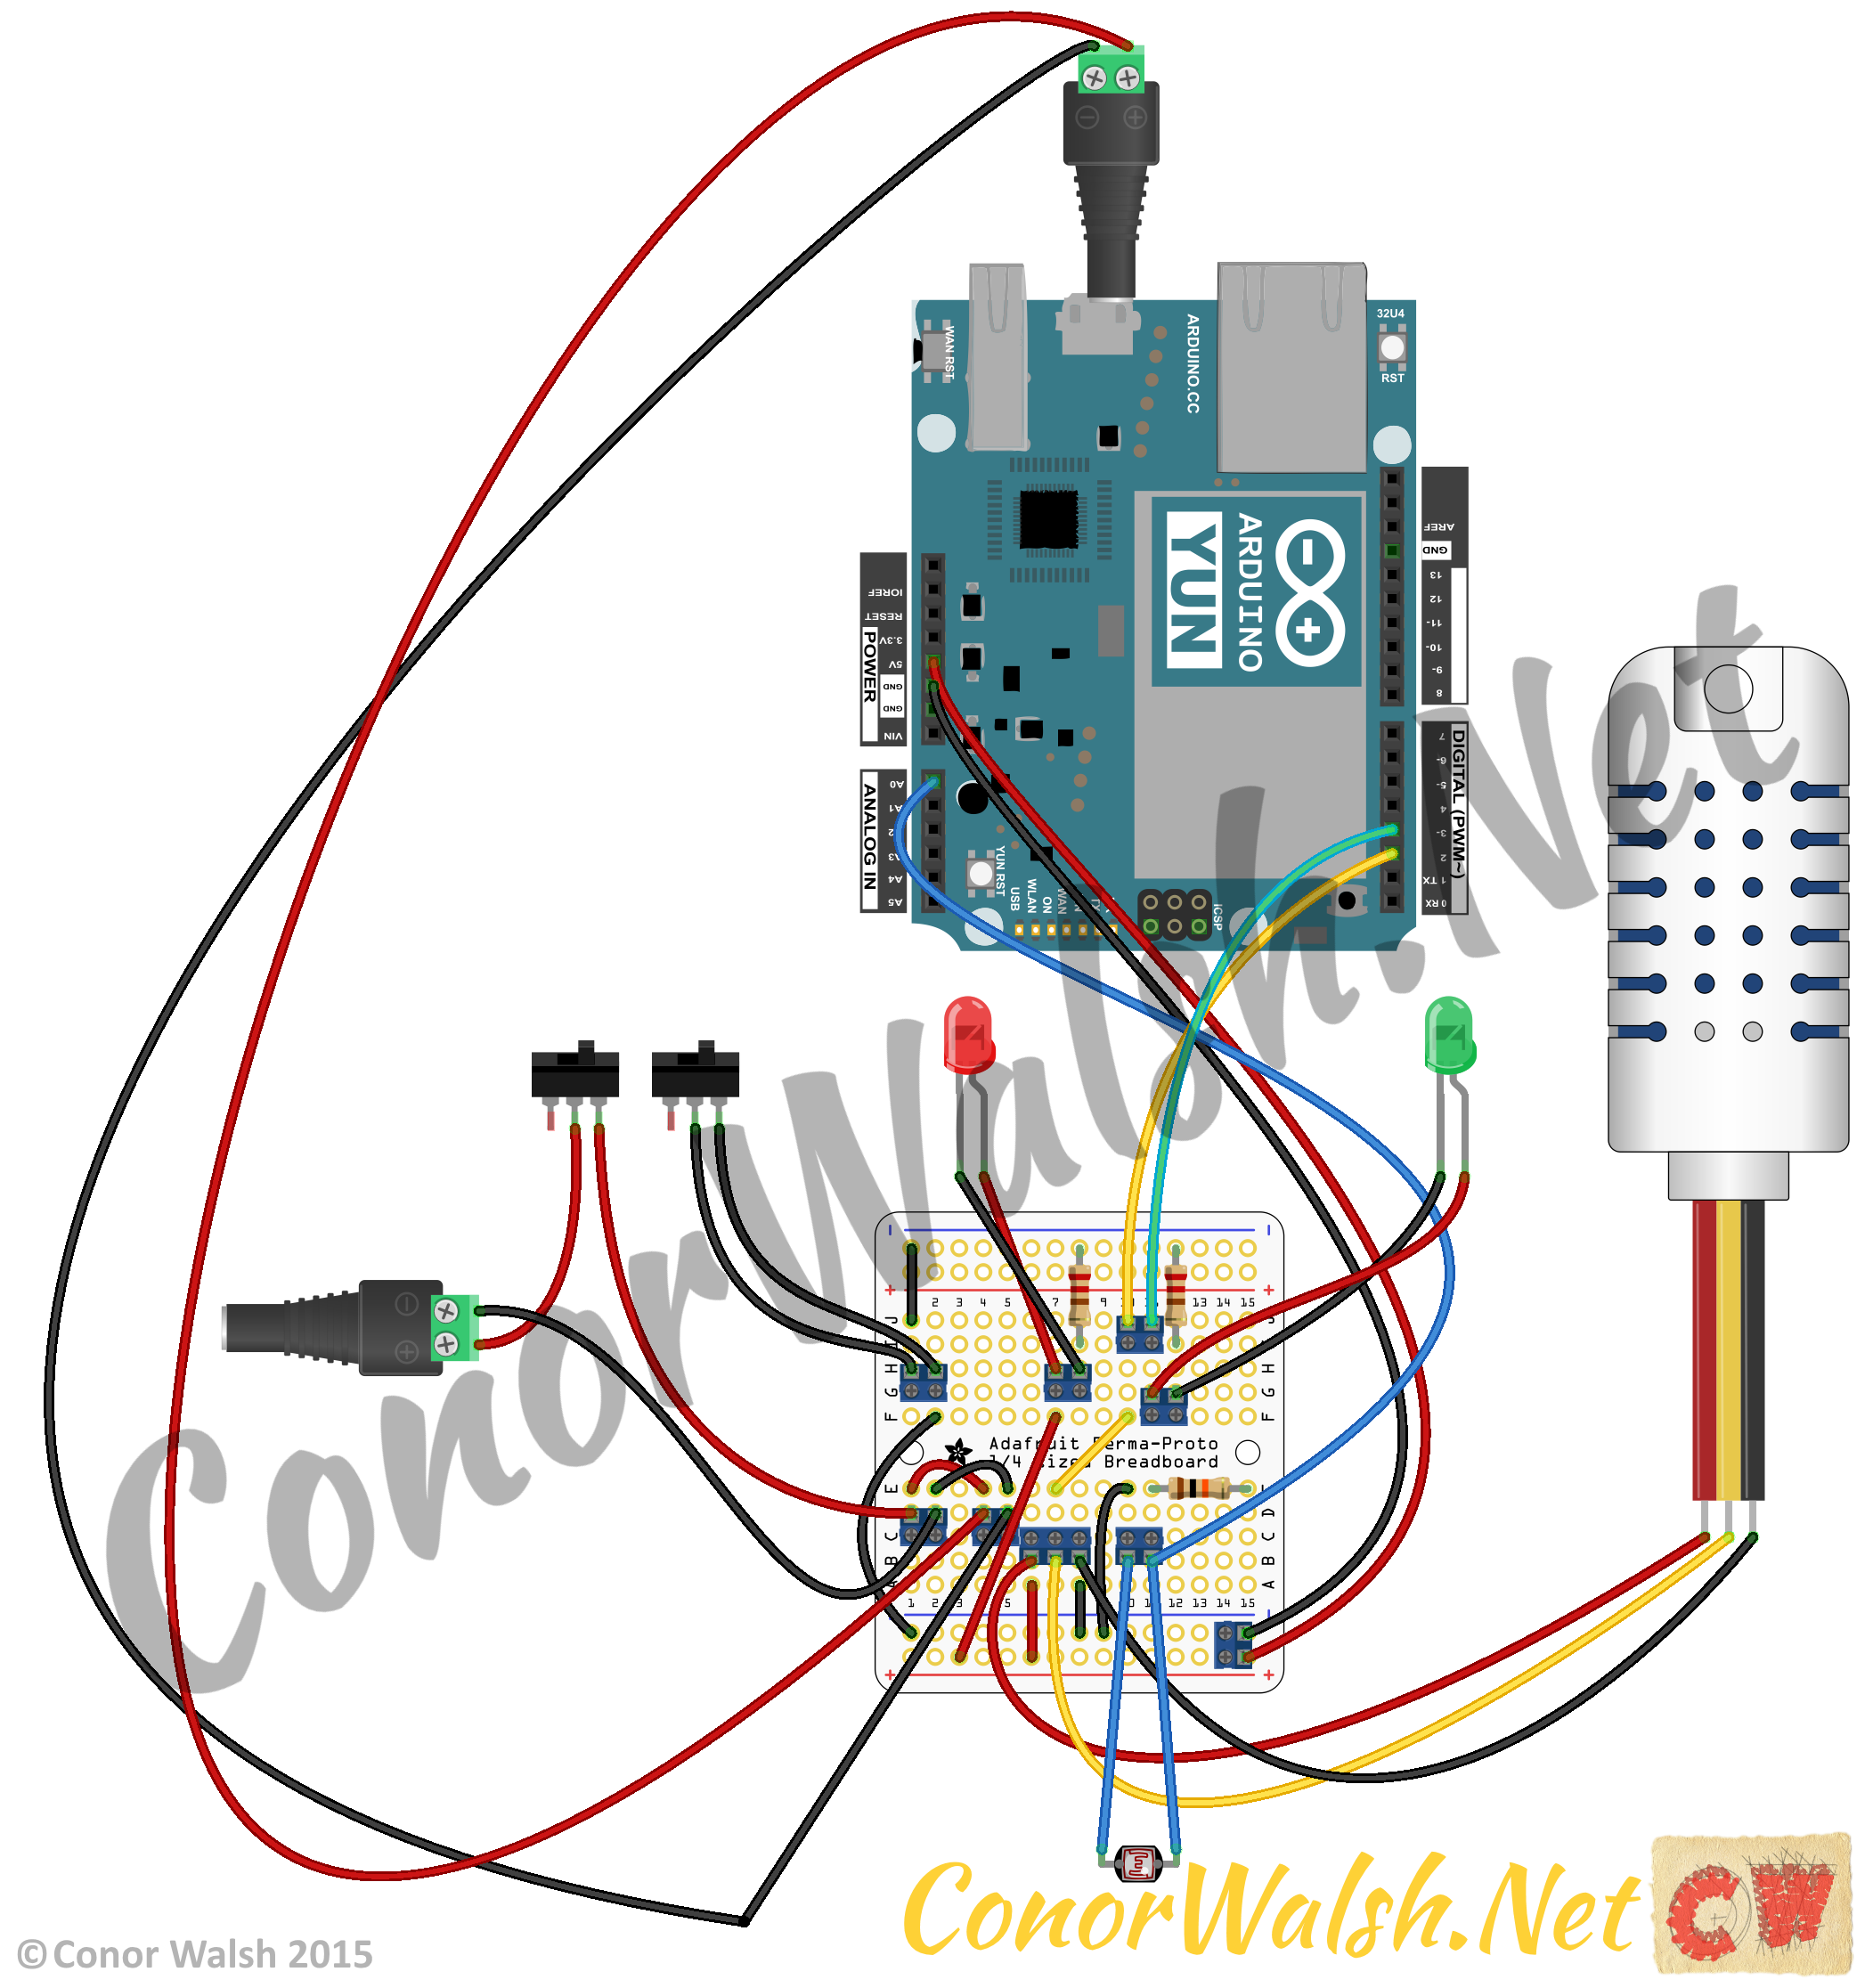 32U4
RST
WAN RST
ARDUINO.CC
AREF
GND
13
12
~11
~10
~9
8
ARDUINO
YUN
IOREF
RESET
3.3V
5V
GND
GND
VIN
POWER
7
~6
~5
4
~3
2
TX 1
RX 0
DIGITAL (PWM~)
A0
A1
A3
A4
A5
ANALOG IN
YUN RST
USB
WLAN
ON
WAN
ICSP
ConorWalsh.Net
2 3 4 5 7 9 13 14 15
J
H H
G G
F F
Adafruit Perma-Proto
1/4 Sized Breadboard
E
D
C C
B B
A
1 2 3 5 12 13 14 15
ConorWalsh.Net
CW
© Conor Walsh 2015